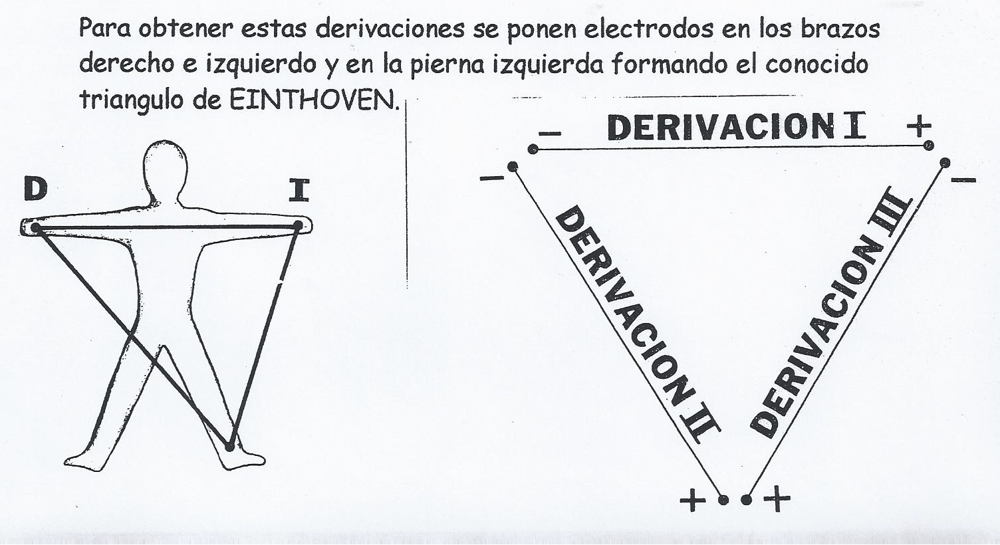 Para obtener estas derivaciones se ponen electrodos en los brazos
derecho e izquierdo y en la pierna izquierda formando el conocido
triangulo de EINTHOVEN.
D
I
- DERIVACION I +
-
-
DERIVACION II
DERIVACION III
+
+